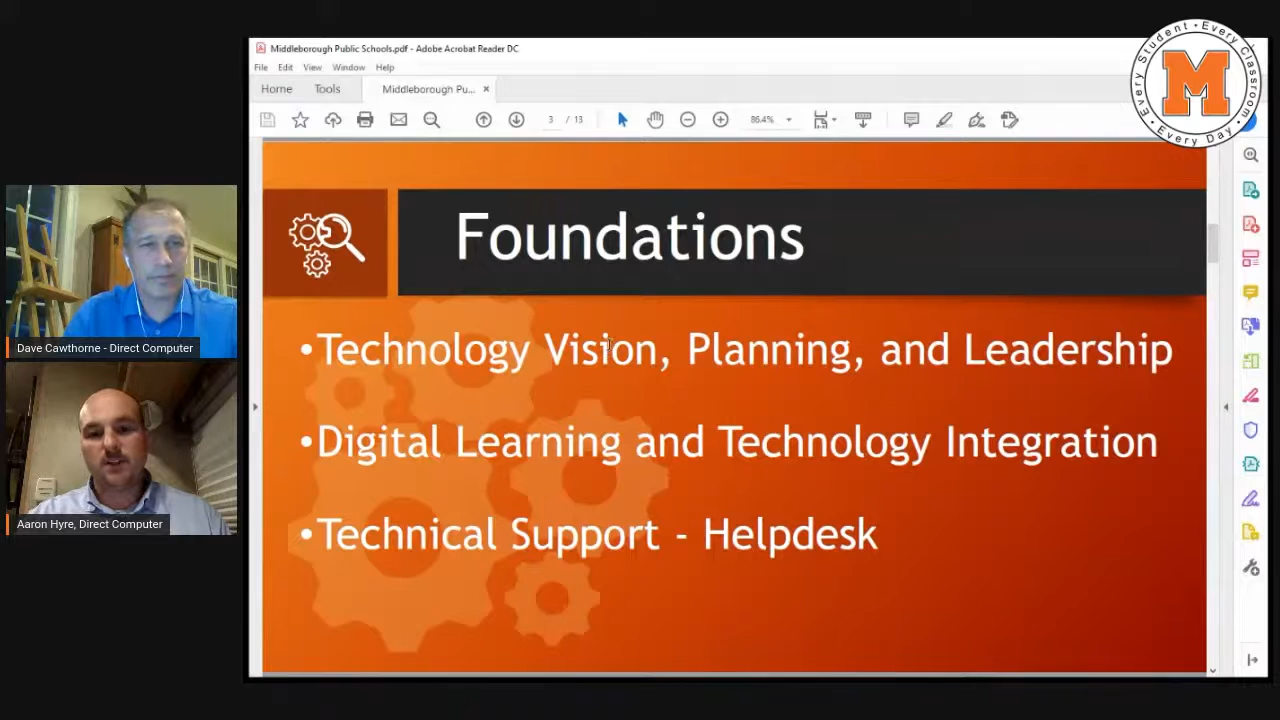 Middleborough Public Schools.pdf - Adobe Acrobat Reader DC
File Edit View Window Help
Home Tools Middleborough Pu... ×
3 / 13 86.4%
Every Student • Every Classroom • Every Day •
M
Foundations
•Technology Vision, Planning, and Leadership
•Digital Learning and Technology Integration
•Technical Support - Helpdesk
Dave Cawthorne - Direct Computer
Aaron Hyre, Direct Computer